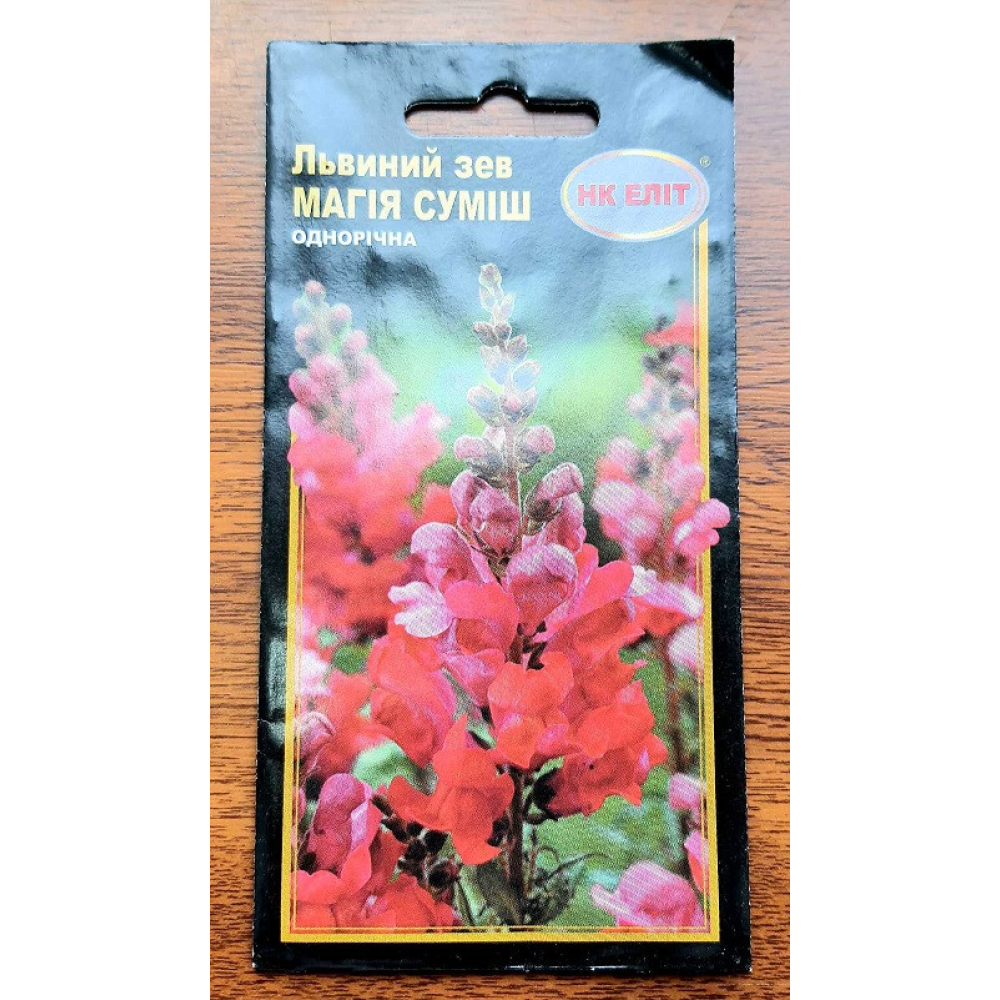 Львиний зев
МАГІЯ СУМІШ
ОДНОРІЧНА
НК ЕЛІТ
®